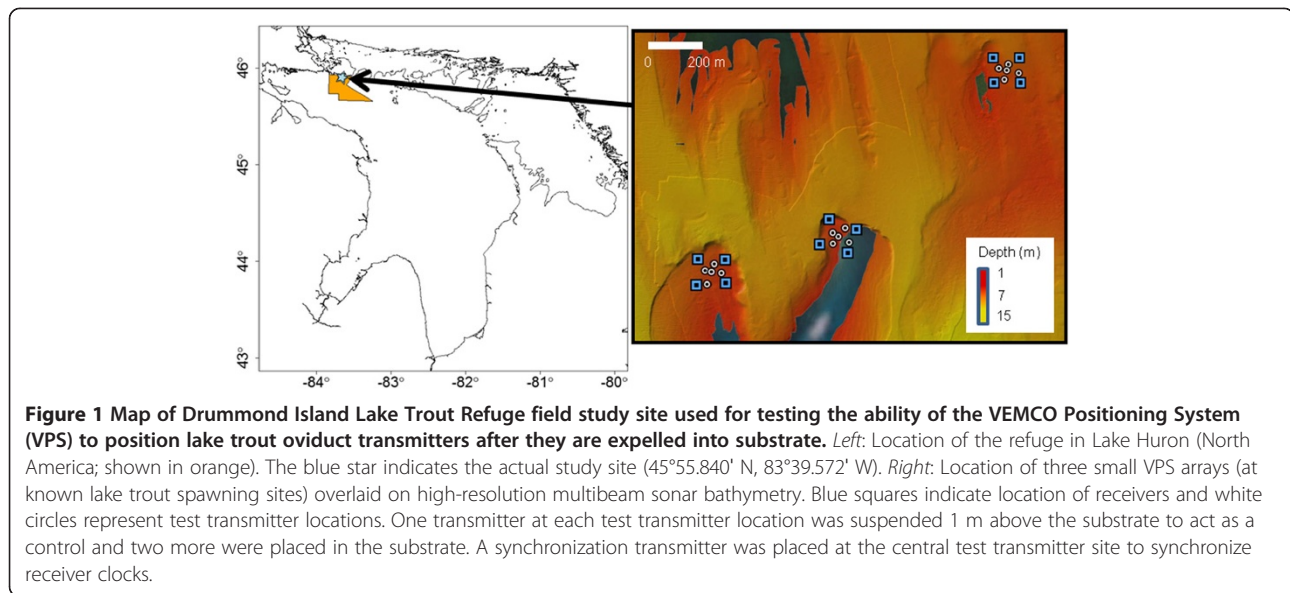 46°
45°
44°
43°
-84°
-83°
-82°
-81°
-80°
0
200 m
Depth (m)
1
7
15
Figure 1 Map of Drummond Island Lake Trout Refuge field study site used for testing the ability of the VEMCO Positioning System
(VPS) to position lake trout oviduct transmitters after they are expelled into substrate. Left: Location of the refuge in Lake Huron (North
America; shown in orange). The blue star indicates the actual study site (45°55.840' N, 83°39.572' W). Right: Location of three small VPS arrays (at
known lake trout spawning sites) overlaid on high-resolution multibeam sonar bathymetry. Blue squares indicate location of receivers and white
circles represent test transmitter locations. One transmitter at each test transmitter location was suspended 1 m above the substrate to act as a
control and two more were placed in the substrate. A synchronization transmitter was placed at the central test transmitter site to synchronize
receiver clocks.